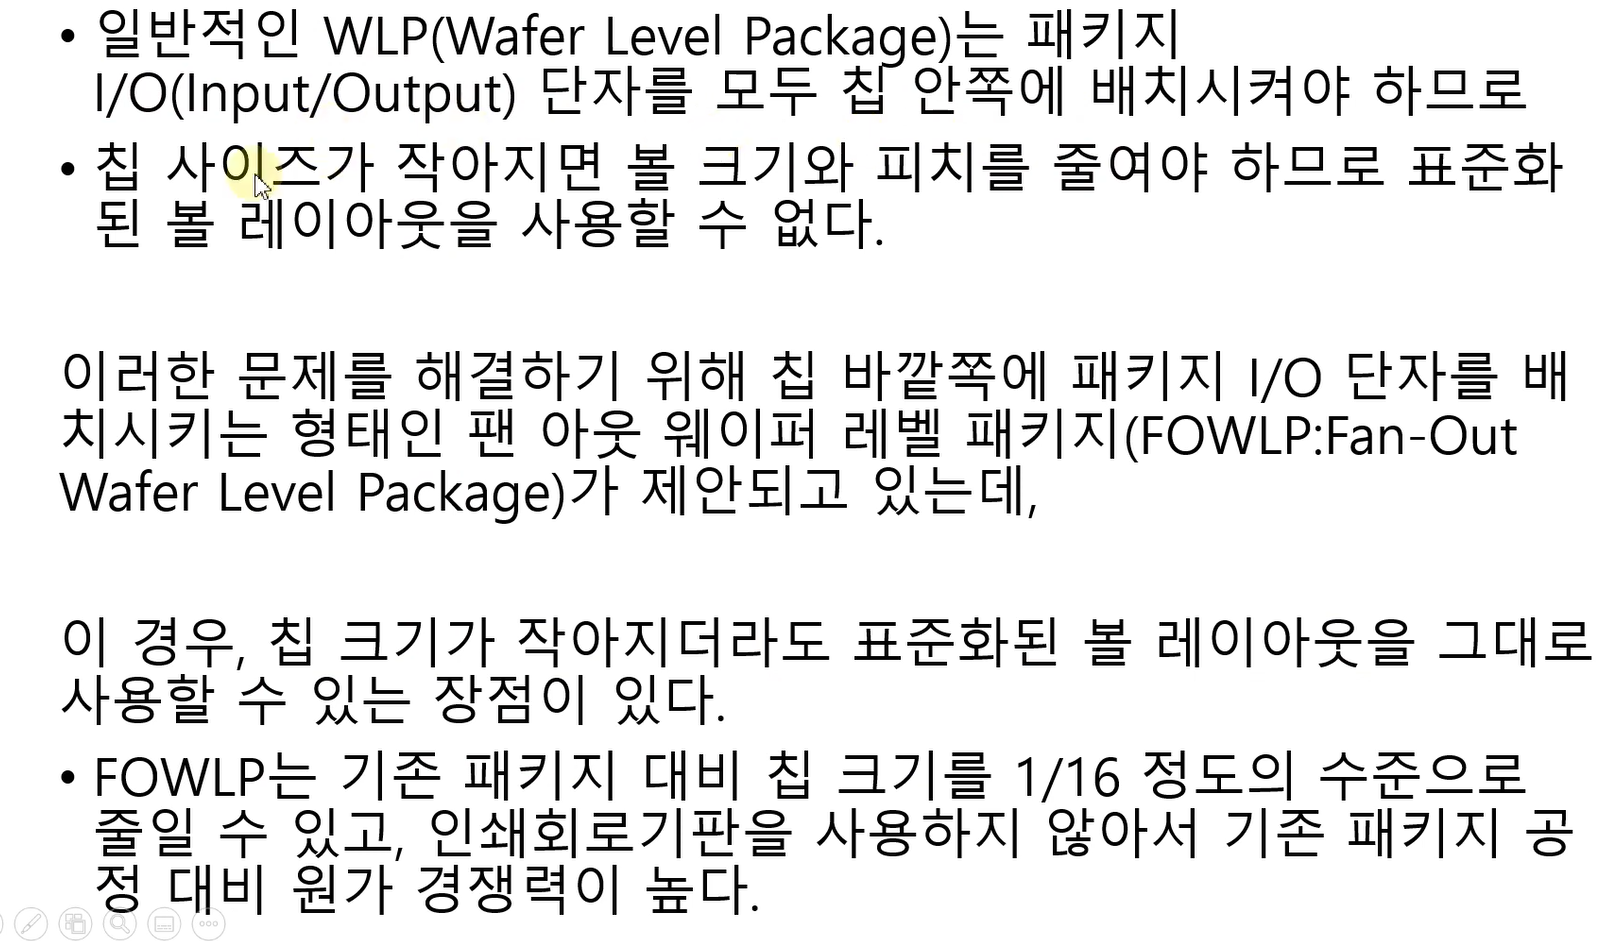 • 일반적인 WLP(Wafer Level Package)는 패키지
I/O(Input/Output) 단자를 모두 칩 안쪽에 배치시켜야 하므로
• 칩 사이즈가 작아지면 볼 크기와 피치를 줄여야 하므로 표준화
된 볼 레이아웃을 사용할 수 없다.
이러한 문제를 해결하기 위해 칩 바깥쪽에 패키지 I/O 단자를 배
치시키는 형태인 팬 아웃 웨이퍼 레벨 패키지(FOWLP:Fan-Out
Wafer Level Package)가 제안되고 있는데,
이 경우, 칩 크기가 작아지더라도 표준화된 볼 레이아웃을 그대로
사용할 수 있는 장점이 있다.
• FOWLP는 기존 패키지 대비 칩 크기를 1/16 정도의 수준으로
줄일 수 있고, 인쇄회로기판을 사용하지 않아서 기존 패키지 공
정 대비 원가 경쟁력이 높다.